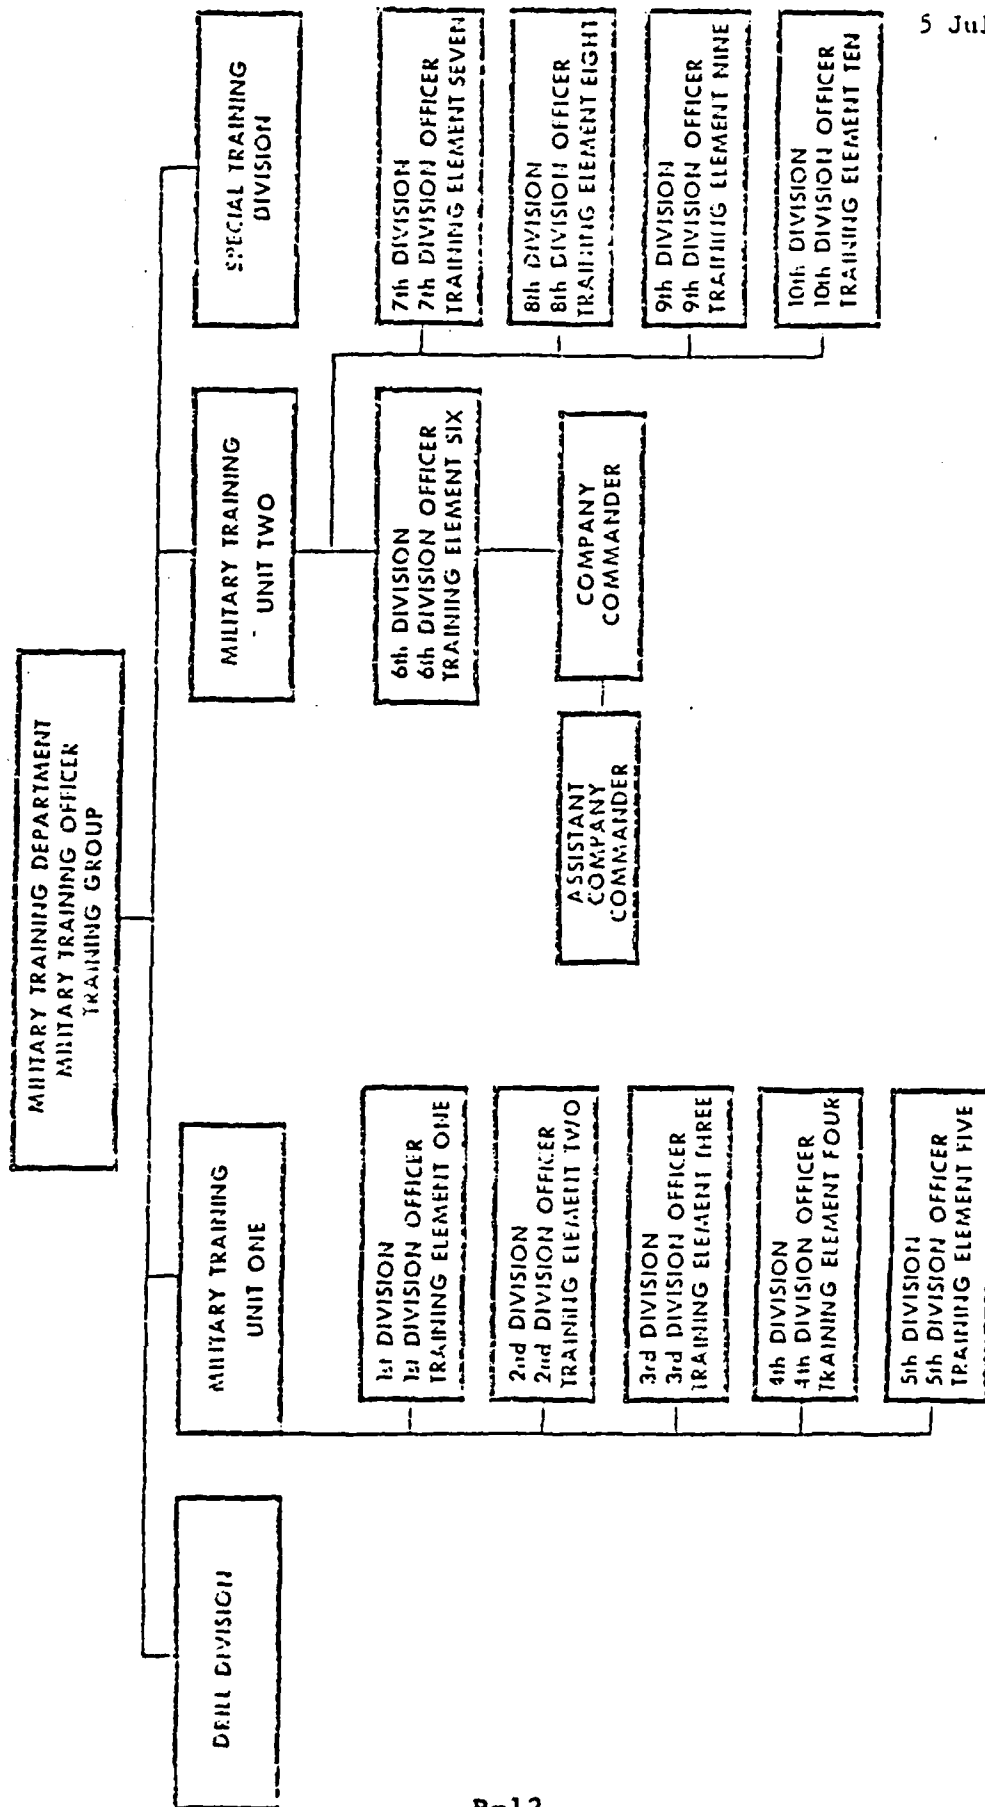 5 Jul
MILITARY TRAINING DEPARTMENT
MILITARY TRAINING OFFICER
TRAINING GROUP
DRILL DIVISION
MILITARY TRAINING
UNIT ONE
MILITARY TRAINING
UNIT TWO
SPECIAL TRAINING
DIVISION
1st DIVISION
1st DIVISION OFFICER
TRAINING ELEMENT ONE
2nd DIVISION
2nd DIVISION OFFICER
TRAINING ELEMENT TWO
3rd DIVISION
3rd DIVISION OFFICER
TRAINING ELEMENT THREE
4th DIVISION
4th DIVISION OFFICER
TRAINING ELEMENT FOUR
5th DIVISION
5th DIVISION OFFICER
TRAINING ELEMENT FIVE
6th DIVISION
6th DIVISION OFFICER
TRAINING ELEMENT SIX
ASSISTANT
COMPANY
COMMANDER
COMPANY
COMMANDER
7th DIVISION
7th DIVISION OFFICER
TRAINING ELEMENT SEVEN
8th DIVISION
8th DIVISION OFFICER
TRAINING ELEMENT EIGHT
9th DIVISION
9th DIVISION OFFICER
TRAINING ELEMENT NINE
10th DIVISION
10th DIVISION OFFICER
TRAINING ELEMENT TEN
B-12